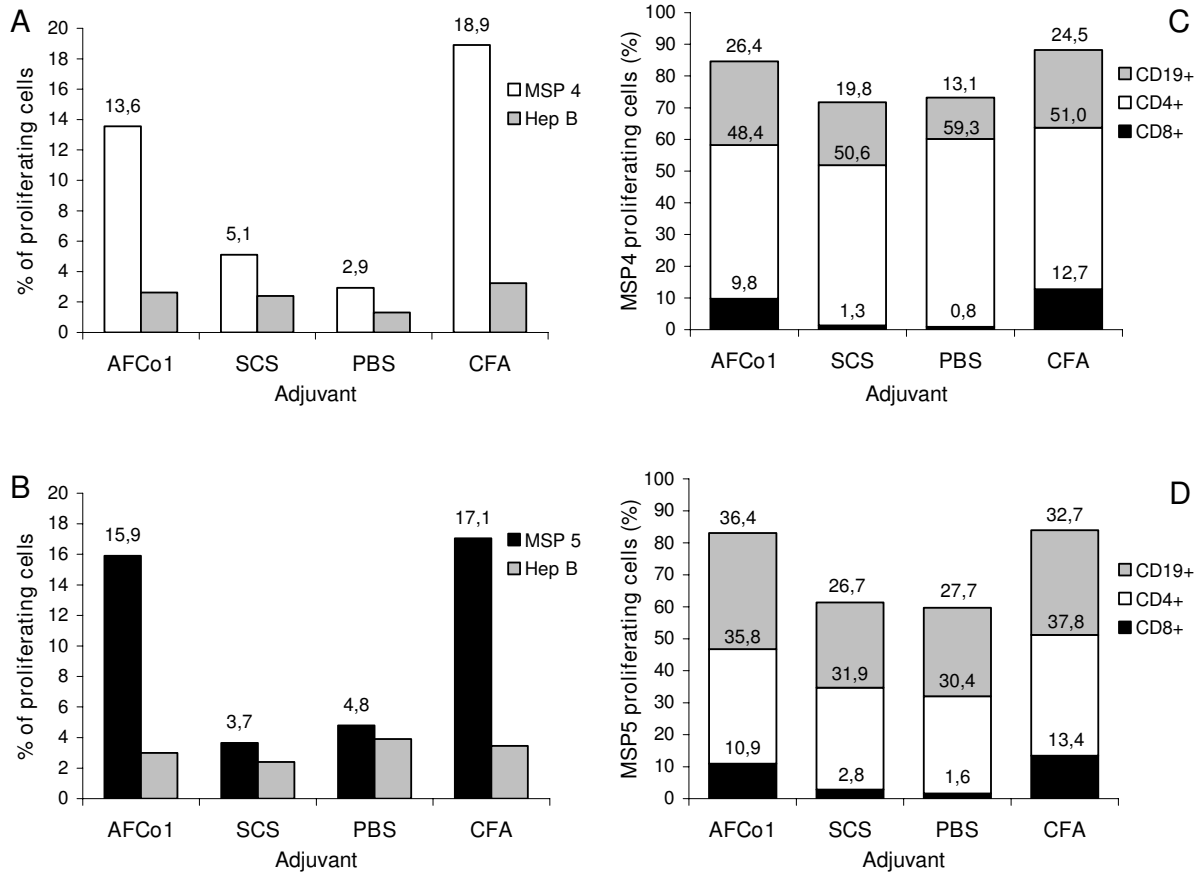 A
% of proliferating cells
20
18
16
14
12
10
8
6
4
2
0
13,6
5,1
2,9
18,9
MSP 4
Hep B
AFCo1 SCS PBS CFA
Adjuvant
C
MSP4 proliferating cells (%)
100
90
80
70
60
50
40
30
20
10
0
26,4 19,8 13,1 24,5
48,4 50,6 59,3 51,0
9,8 1,3 0,8 12,7
CD19+
CD4+
CD8+
AFCo1 SCS PBS CFA
Adjuvant
B
% of proliferating cells
20
18
16
14
12
10
8
6
4
2
0
15,9
3,7
4,8
17,1
MSP 5
Hep B
AFCo1 SCS PBS CFA
Adjuvant
D
MSP5 proliferating cells (%)
100
90
80
70
60
50
40
30
20
10
0
36,4 26,7 27,7 32,7
35,8 31,9 30,4 37,8
10,9 2,8 1,6 13,4
CD19+
CD4+
CD8+
AFCo1 SCS PBS CFA
Adjuvant